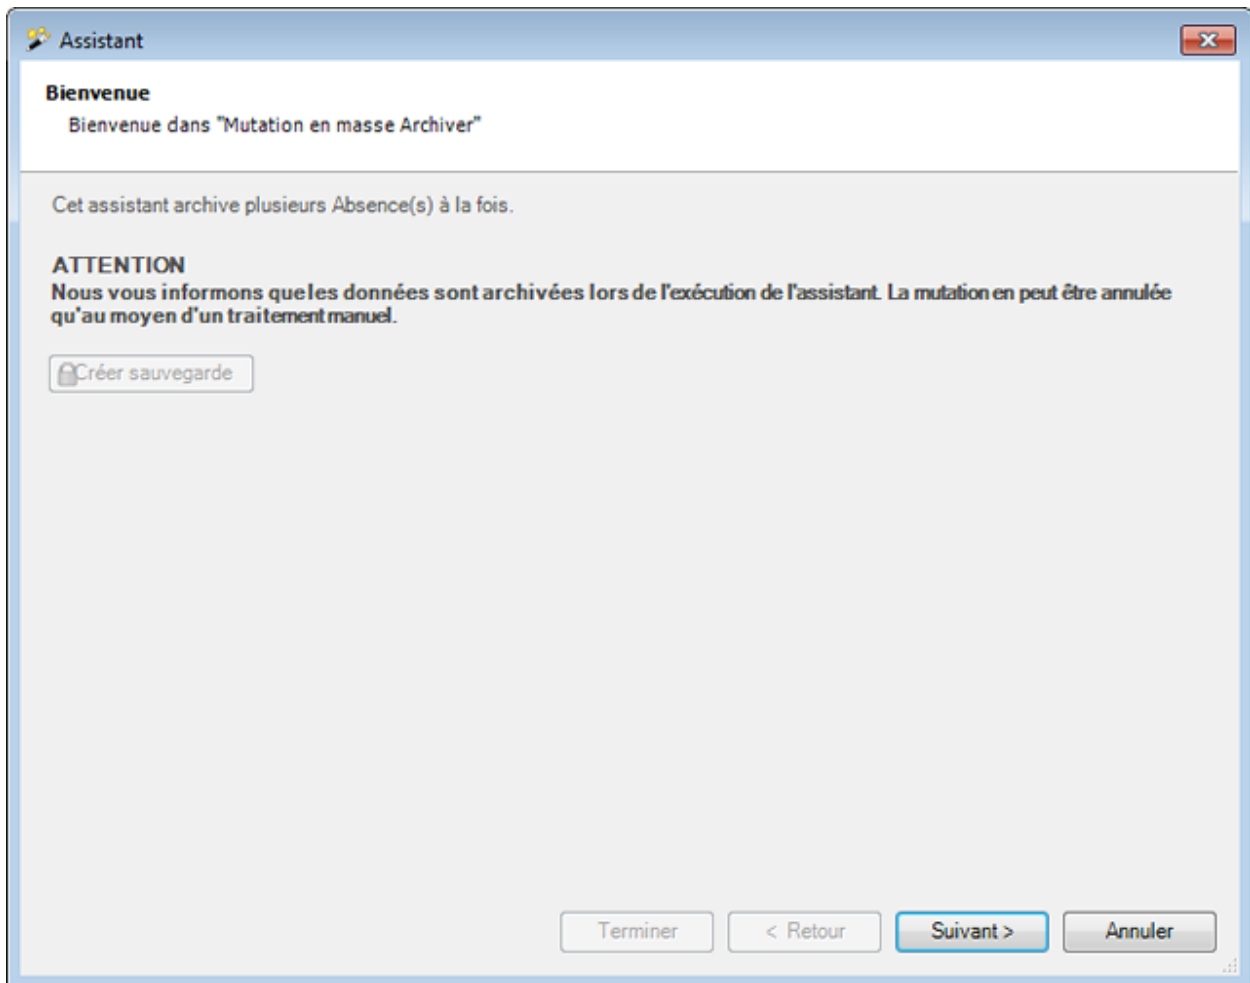 Assistant
Bienvenue
Bienvenue dans "Mutation en masse Archiver"
Cet assistant archive plusieurs Absence(s) à la fois.
ATTENTION
Nous vous informons que les données sont archivées lors de l'exécution de l'assistant. La mutation en peut être annulée
qu'au moyen d'un traitement manuel.
Créer sauvegarde
Terminer
< Retour
Suivant >
Annuler